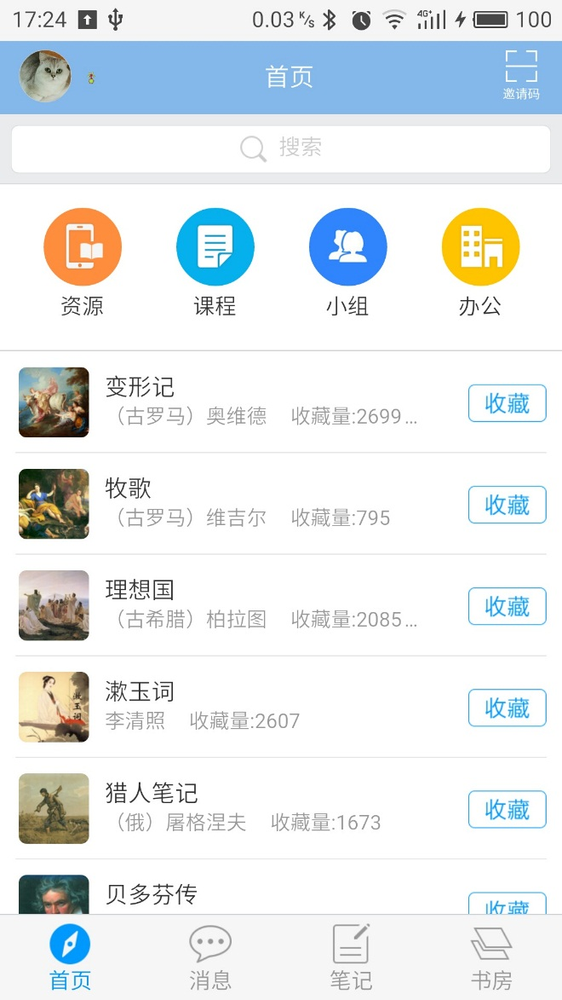 17:24 0.03 K/s 4G+ 100
首页
邀请码
搜索
资源 课程 小组 办公
变形记
（古罗马）奥维德 收藏量:2699...
收藏
牧歌
（古罗马）维吉尔 收藏量:795
收藏
理想国
（古希腊）柏拉图 收藏量:2085...
收藏
漱玉词
漱玉词
李清照 收藏量:2607
收藏
猎人笔记
（俄）屠格涅夫 收藏量:1673
收藏
贝多芬传
收藏
首页 消息 笔记 书房